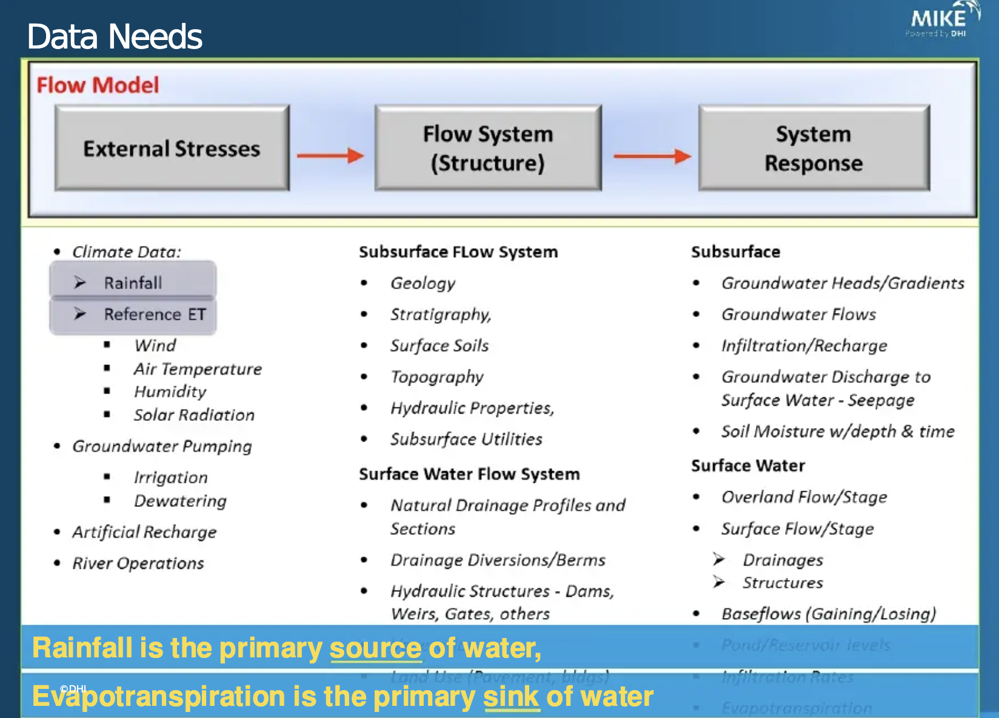 Data Needs
MIKE
Powered by DHI
Flow Model
External Stresses
Flow System
(Structure)
System
Response
• Climate Data:
➢ Rainfall
➢ Reference ET
▪ Wind
▪ Air Temperature
▪ Humidity
▪ Solar Radiation
• Groundwater Pumping
▪ Irrigation
▪ Dewatering
• Artificial Recharge
• River Operations
Subsurface FLow System
• Geology
• Stratigraphy,
• Surface Soils
• Topography
• Hydraulic Properties,
• Subsurface Utilities
Surface Water Flow System
• Natural Drainage Profiles and
Sections
• Drainage Diversions/Berms
• Hydraulic Structures - Dams,
Weirs, Gates, others
▪ Land Use (Pavement, bldgs)
Subsurface
• Groundwater Heads/Gradients
• Groundwater Flows
• Infiltration/Recharge
• Groundwater Discharge to
Surface Water - Seepage
• Soil Moisture w/depth & time
Surface Water
• Overland Flow/Stage
• Surface Flow/Stage
➢ Drainages
➢ Structures
• Baseflows (Gaining/Losing)
▪ Pond/Reservoir levels
▪ Infiltration Rates
▪ Evapotranspiration
Rainfall is the primary source of water,
Evapotranspiration is the primary sink of water
©DHI